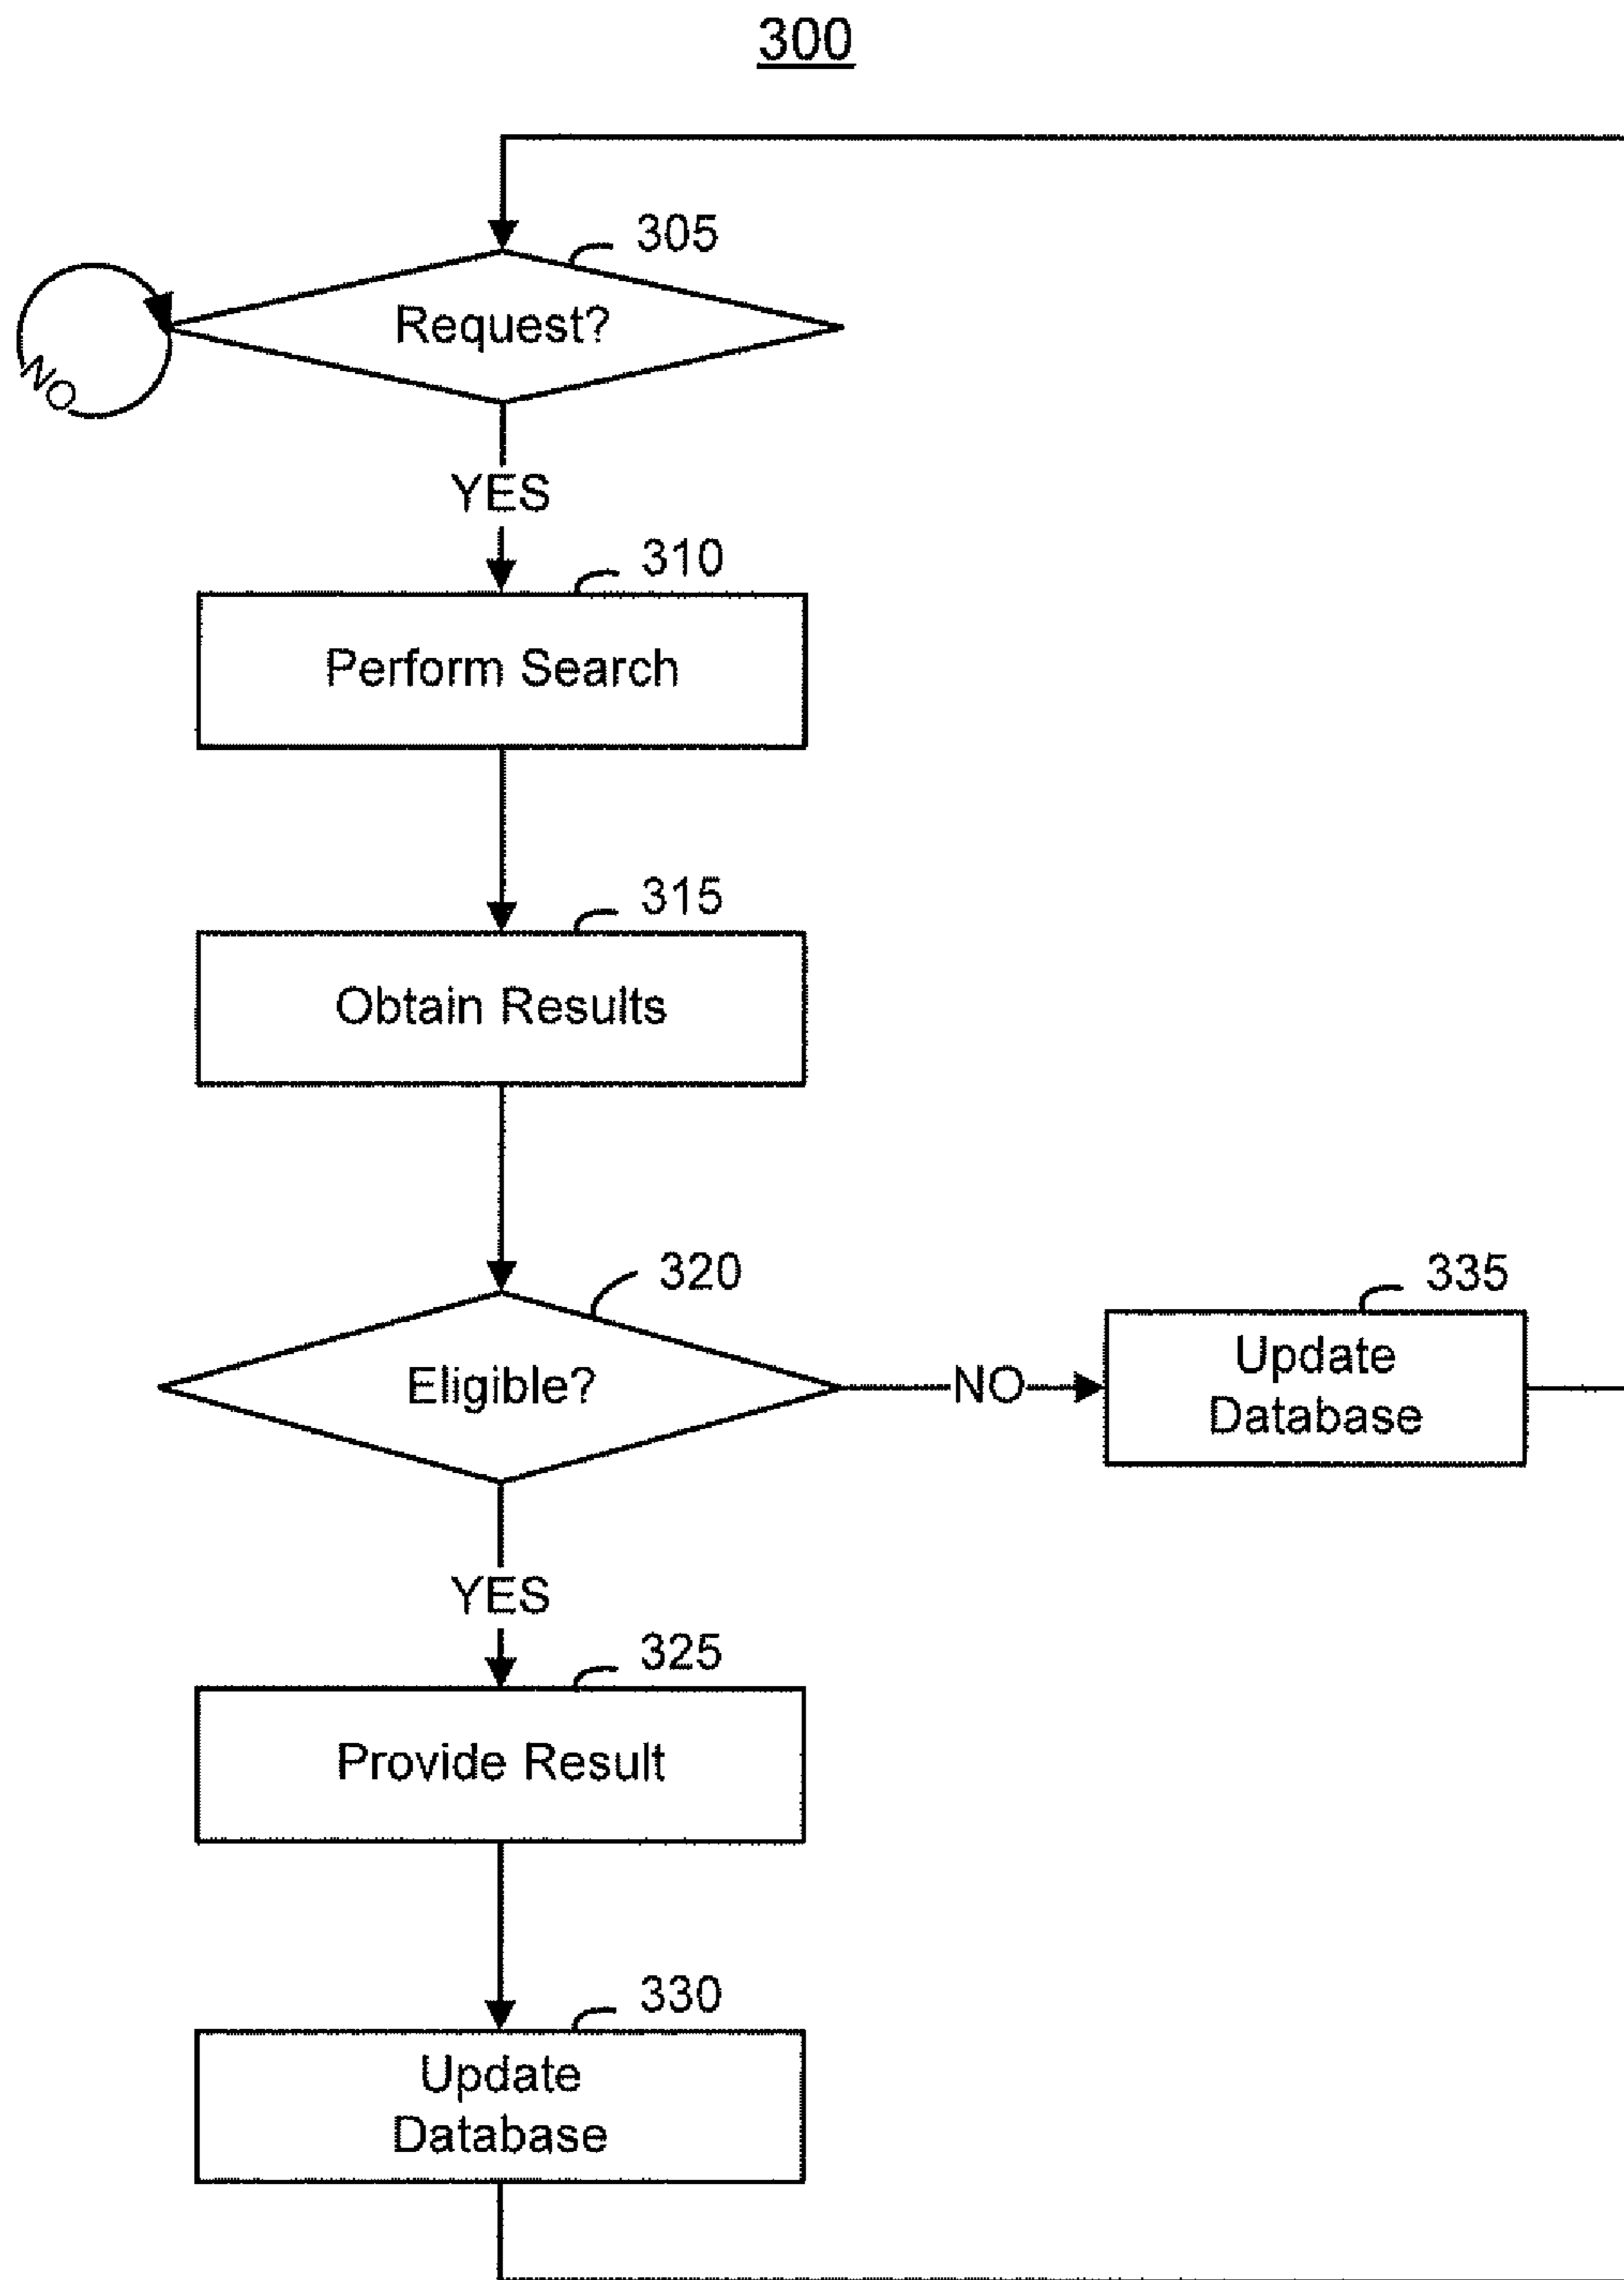 300
305
Request?
NO
YES
310
Perform Search
315
Obtain Results
320
Eligible?
NO
335
Update
Database
YES
325
Provide Result
330
Update
Database